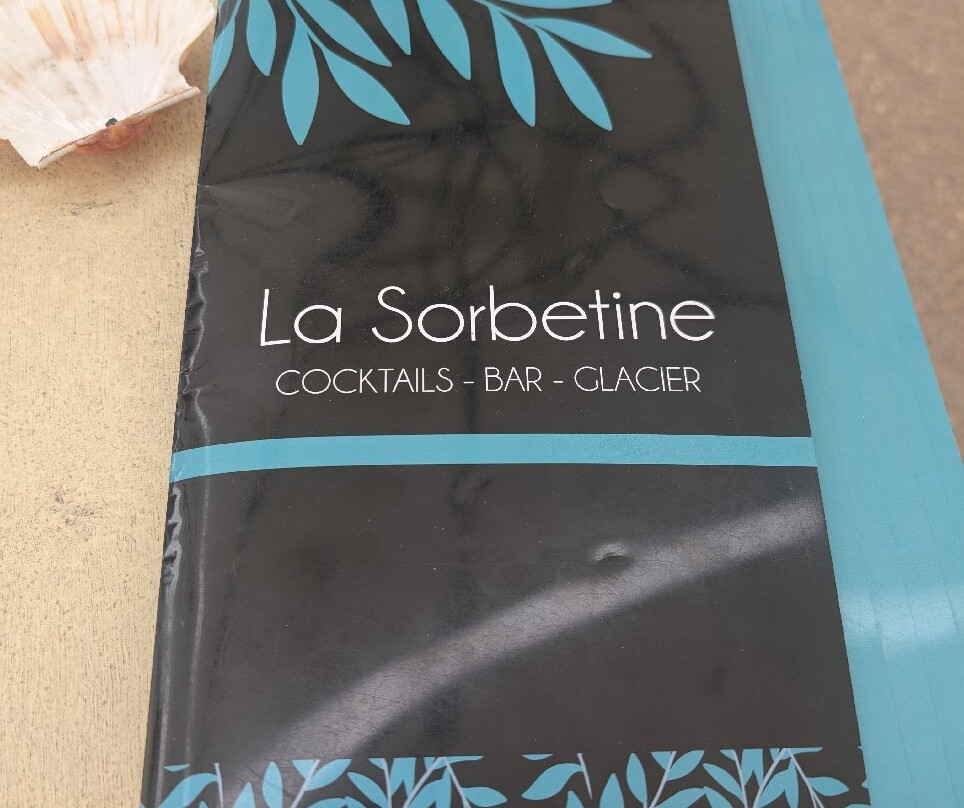 La Sorbetine
COCKTAILS - BAR - GLACIER